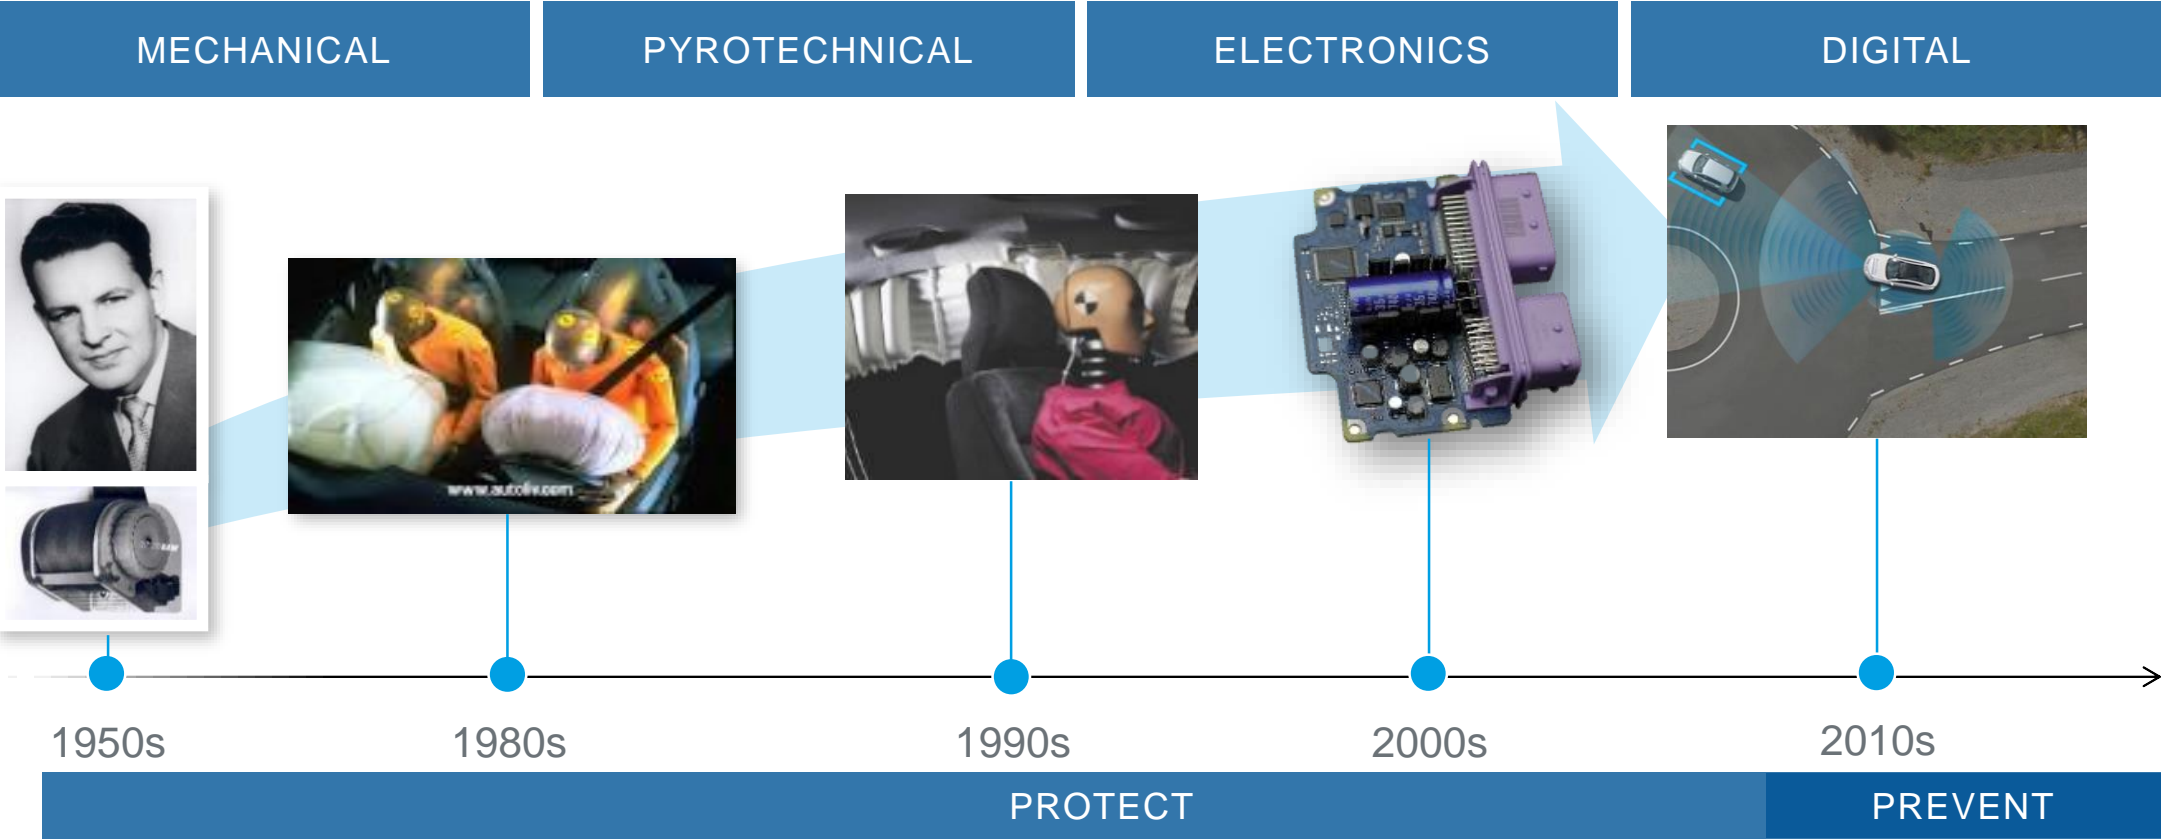 MECHANICAL
PYROTECHNICAL
ELECTRONICS
DIGITAL
www.autoliv.com
1950s
1980s
1990s
2000s
2010s
PROTECT
PREVENT